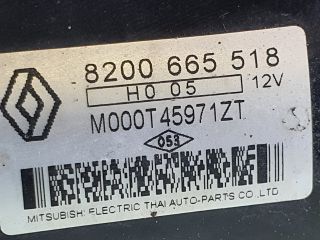 8200 665 518
H0 05 12V
M000T45971ZT
053
MITSUBISHI ELECTRIC THAI AUTO-PARTS CO.,LTD.